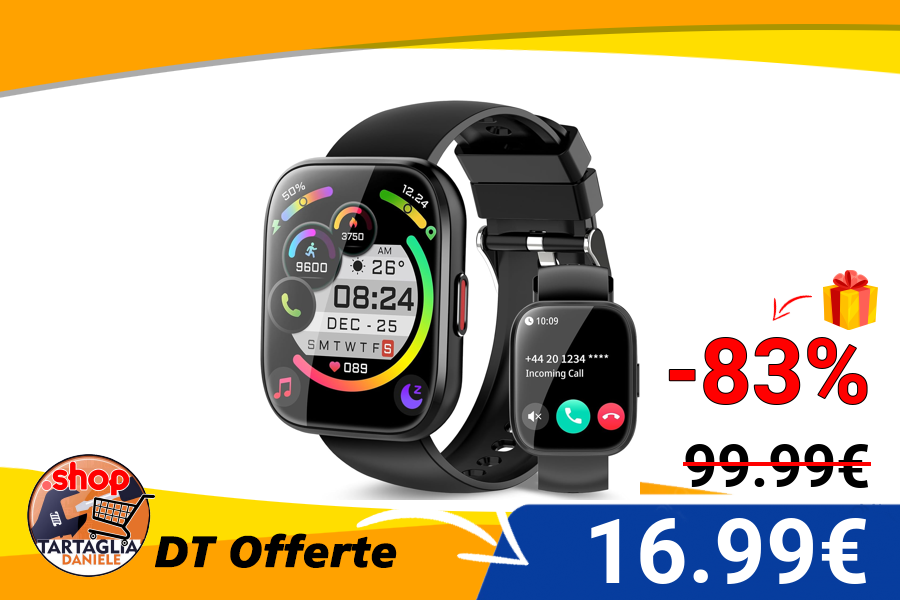 50%
12.24
3750
9600
AM
26°
08:24
DEC - 25
S M T W T F S
089
z
10:09
+44 20 1234 ****
Incoming Call
-83%
99.99€
16.99€
.shop
TARTAGLIA
DANIELE
DT Offerte